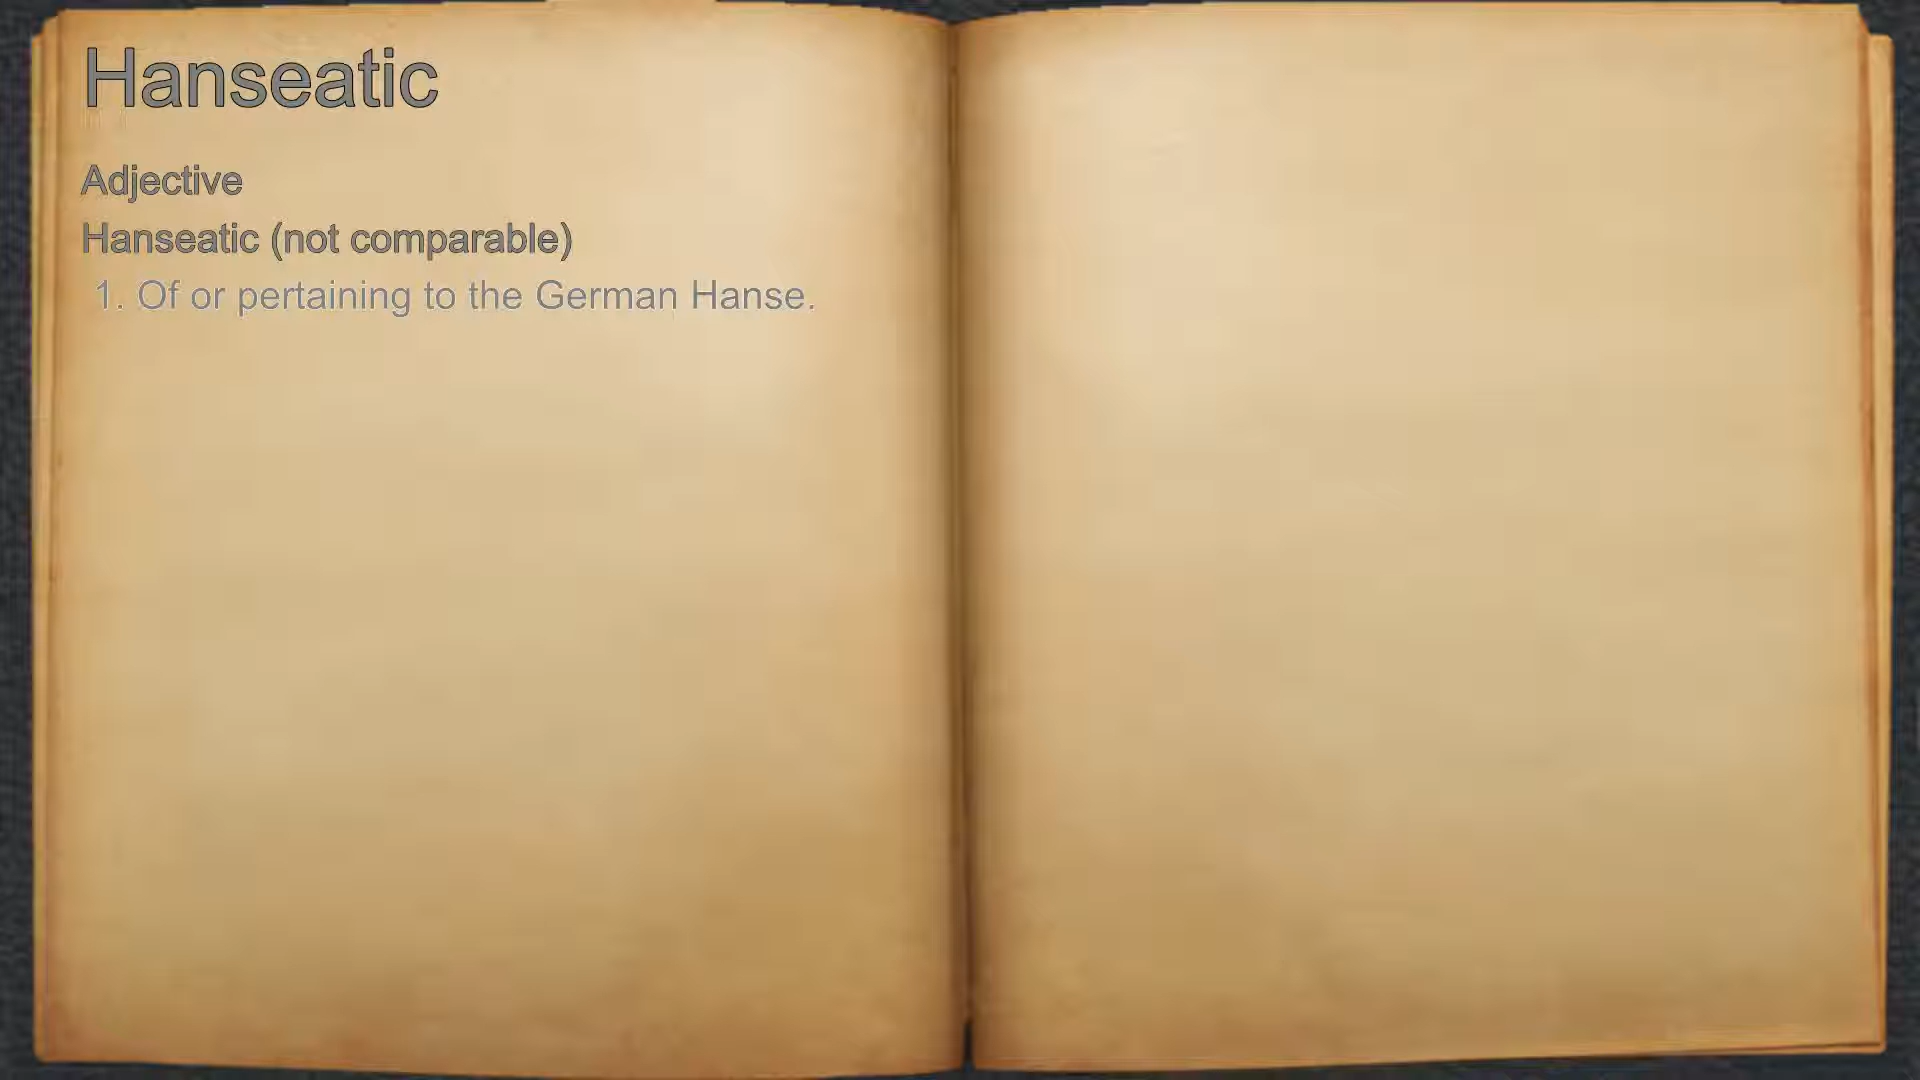 Hanseatic
Adjective
Hanseatic (not comparable)
1. Of or pertaining to the German Hanse.